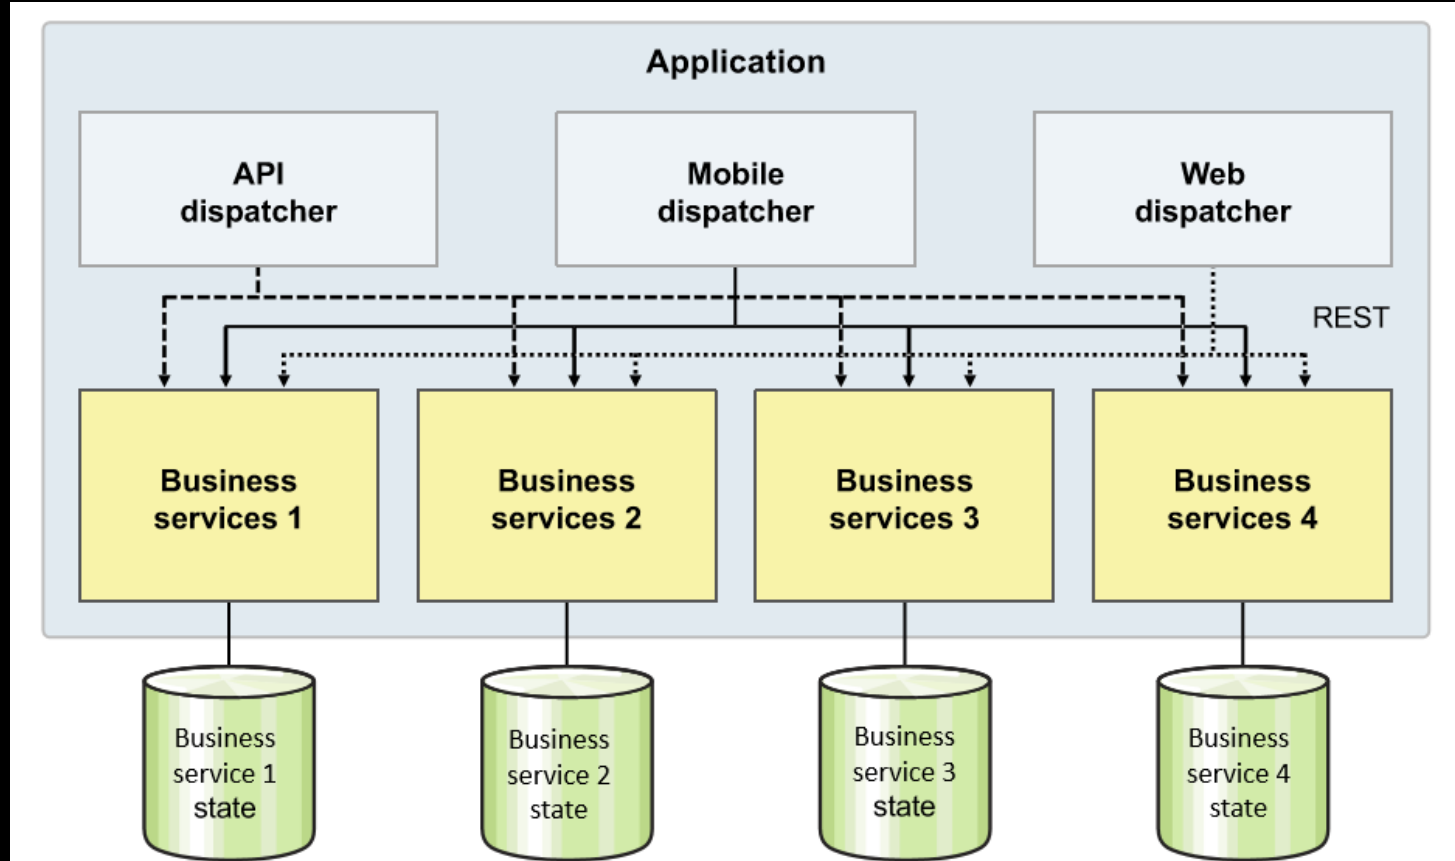 Application
API
dispatcher
Mobile
dispatcher
Web
dispatcher
REST
Business
services 1
Business
services 2
Business
services 3
Business
services 4
Business
service 1
state
Business
service 2
state
Business
service 3
state
Business
service 4
state